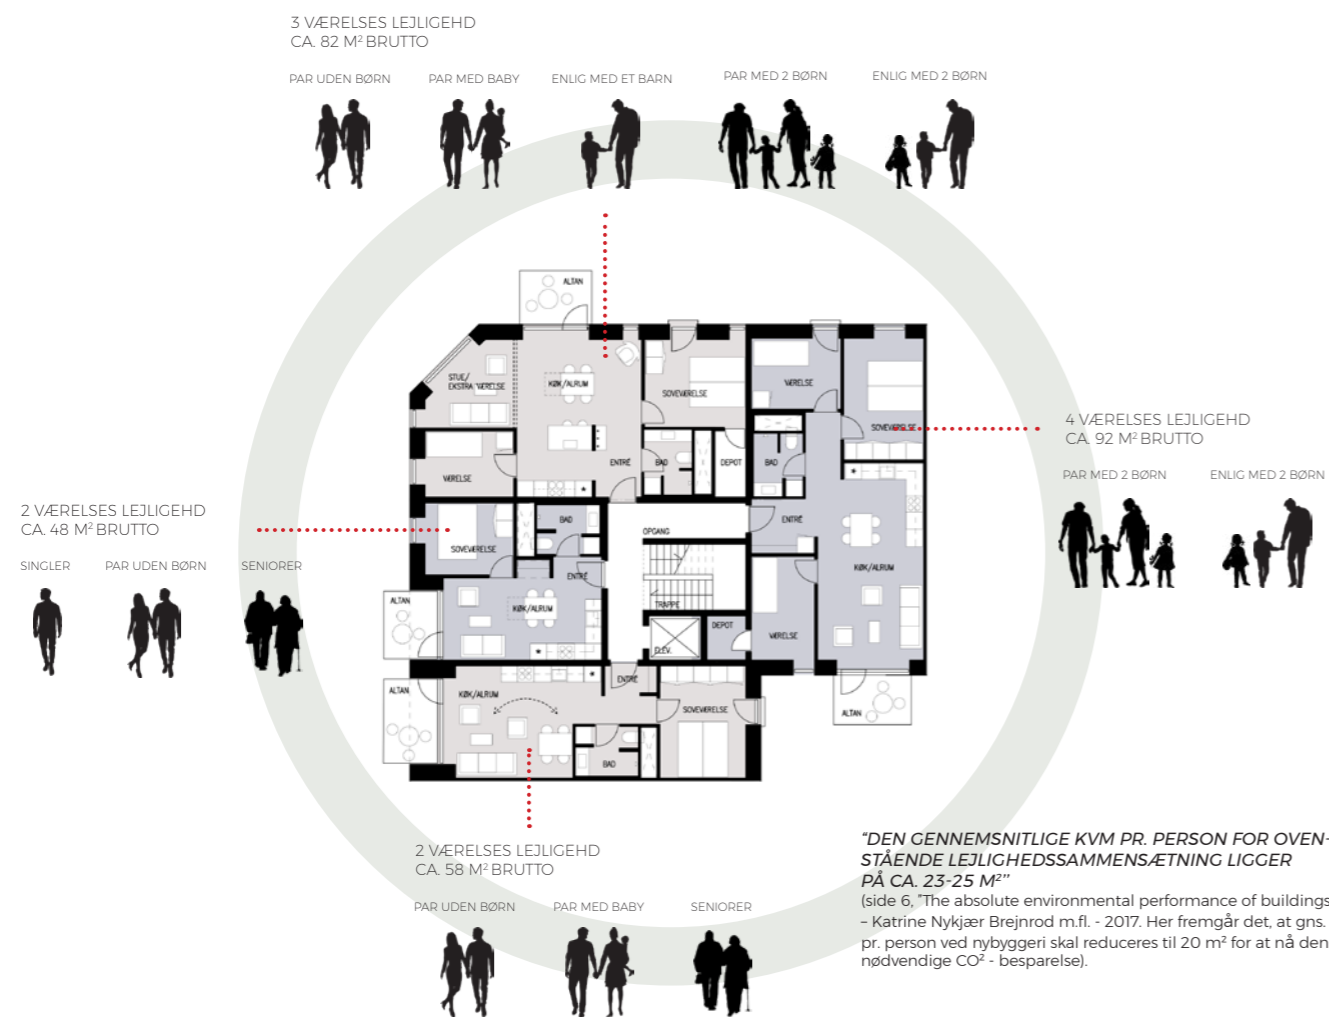 3 VÆRELSES LEJLIGEHD
CA. 82 M² BRUTTO
PAR UDEN BØRN
PAR MED BABY
ENLIG MED ET BARN
PAR MED 2 BØRN
ENLIG MED 2 BØRN
ALTAN
STUE/
EKSTRA VÆRELSE
KØK/ALRUM
SOVEVÆRELSE
VÆRELSE
SOVEVÆRELSE
VÆRELSE
ENTRÉ
BAD
DEPOT
BAD
4 VÆRELSES LEJLIGEHD
CA. 92 M² BRUTTO
PAR MED 2 BØRN
ENLIG MED 2 BØRN
2 VÆRELSES LEJLIGEHD
CA. 48 M² BRUTTO
SINGLER
PAR UDEN BØRN
SENIORER
SOVEVÆRELSE
BAD
OPGANG
ENTRÉ
ENTRÉ
KØK/ALRUM
ALTAN
KØK/ALRUM
TRAPPE
DEPOT
VÆRELSE
ELEV.
ALTAN
KØK/ALRUM
ENTRÉ
SOVEVÆRELSE
ALTAN
BAD
2 VÆRELSES LEJLIGEHD
CA. 58 M² BRUTTO
PAR UDEN BØRN
PAR MED BABY
SENIORER
"DEN GENNEMSNITLIGE KVM PR. PERSON FOR OVEN-
STÅENDE LEJLIGHEDSSAMMENSÆTNING LIGGER
PÅ CA. 23-25 M²"
(side 6, "The absolute environmental performance of buildings
– Katrine Nykjær Brejnrod m.fl. - 2017. Her fremgår det, at gns.
pr. person ved nybyggeri skal reduceres til 20 m² for at nå den
nødvendige CO² - besparelse).